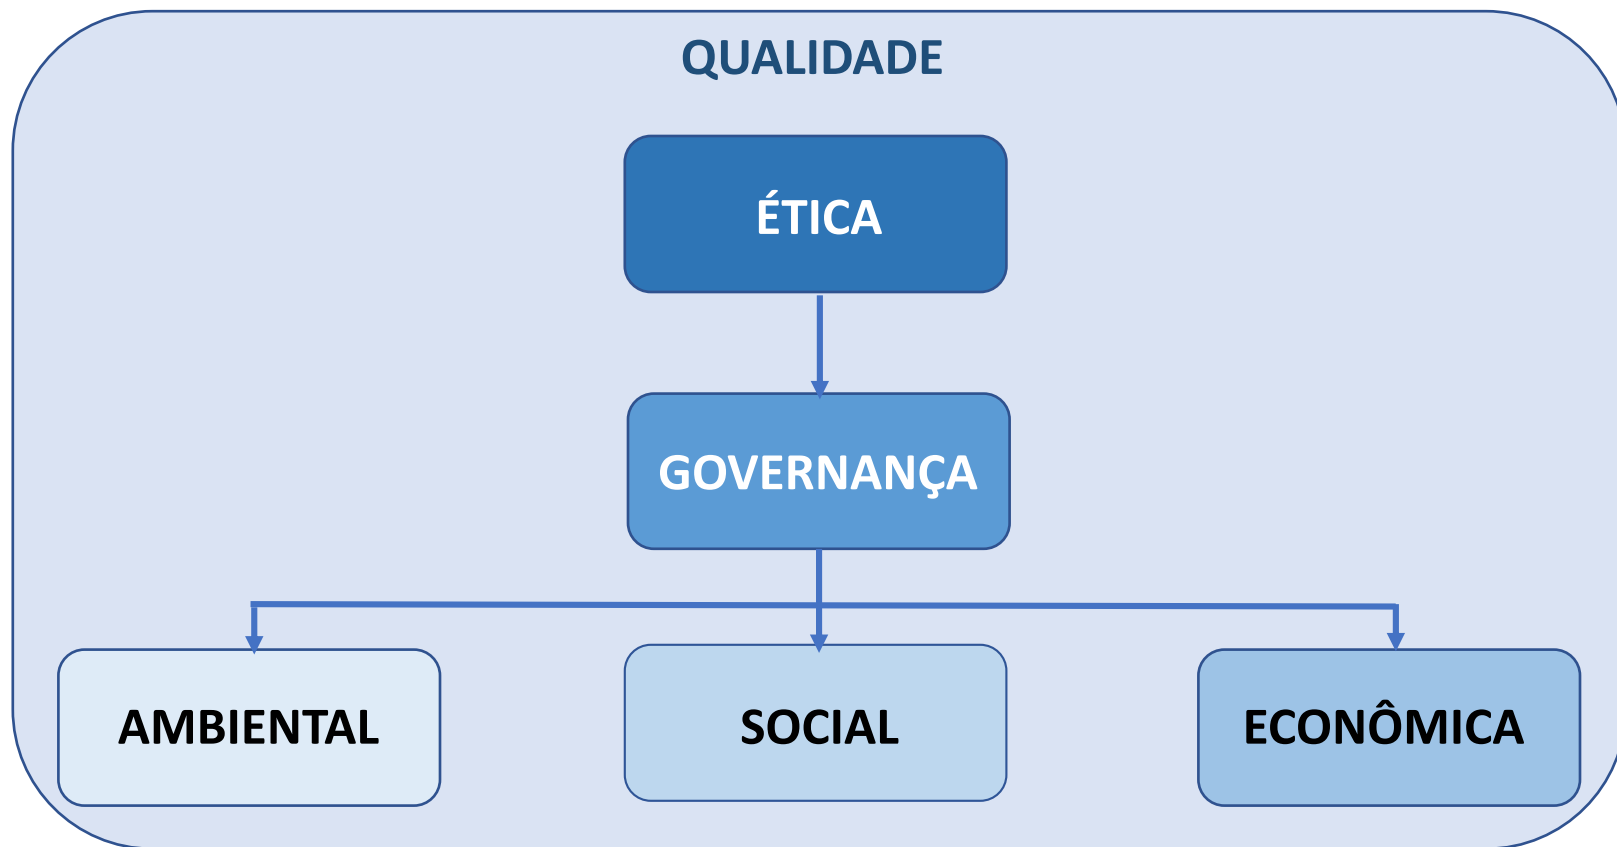 QUALIDADE
ÉTICA
GOVERNANÇA
AMBIENTAL
SOCIAL
ECONÔMICA